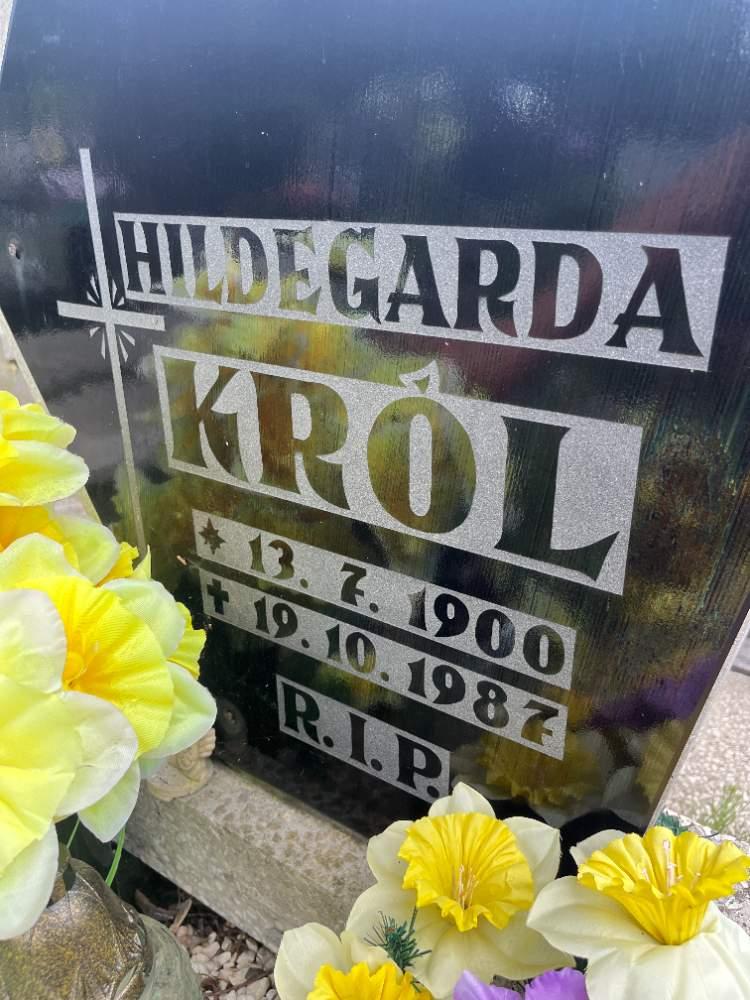 HILDEGARDA
KRÓL
* 13. 7. 1900
✝ 19. 10. 1987
R.I.P.